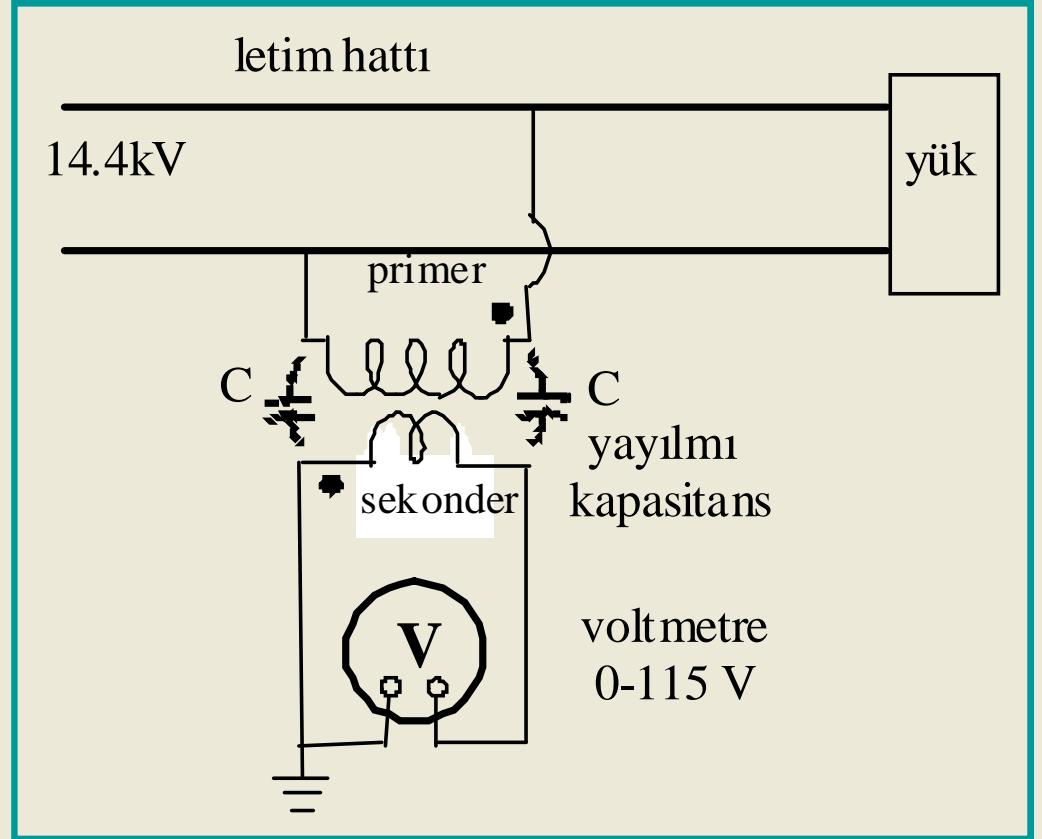 letim hattı
14.4kV
yük
primer
C
C
yayılmı
kapasitans
sekonder
V
voltmetre
0-115 V